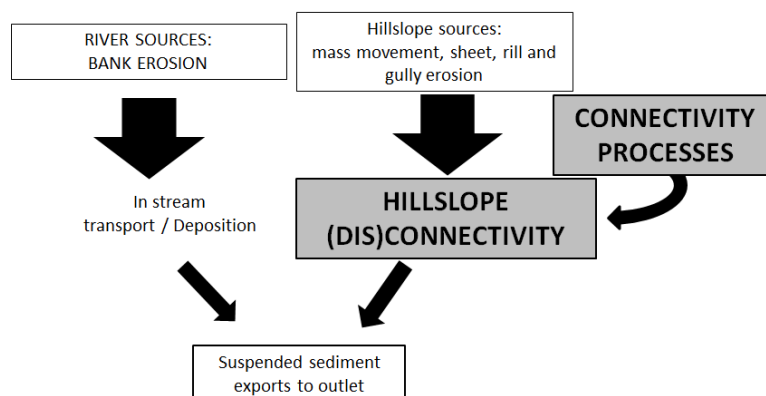 RIVER SOURCES:
BANK EROSION
Hillslope sources:
mass movement, sheet, rill and
gully erosion
CONNECTIVITY
PROCESSES
In stream
transport / Deposition
HILLSLOPE
(DIS)CONNECTIVITY
Suspended sediment
exports to outlet